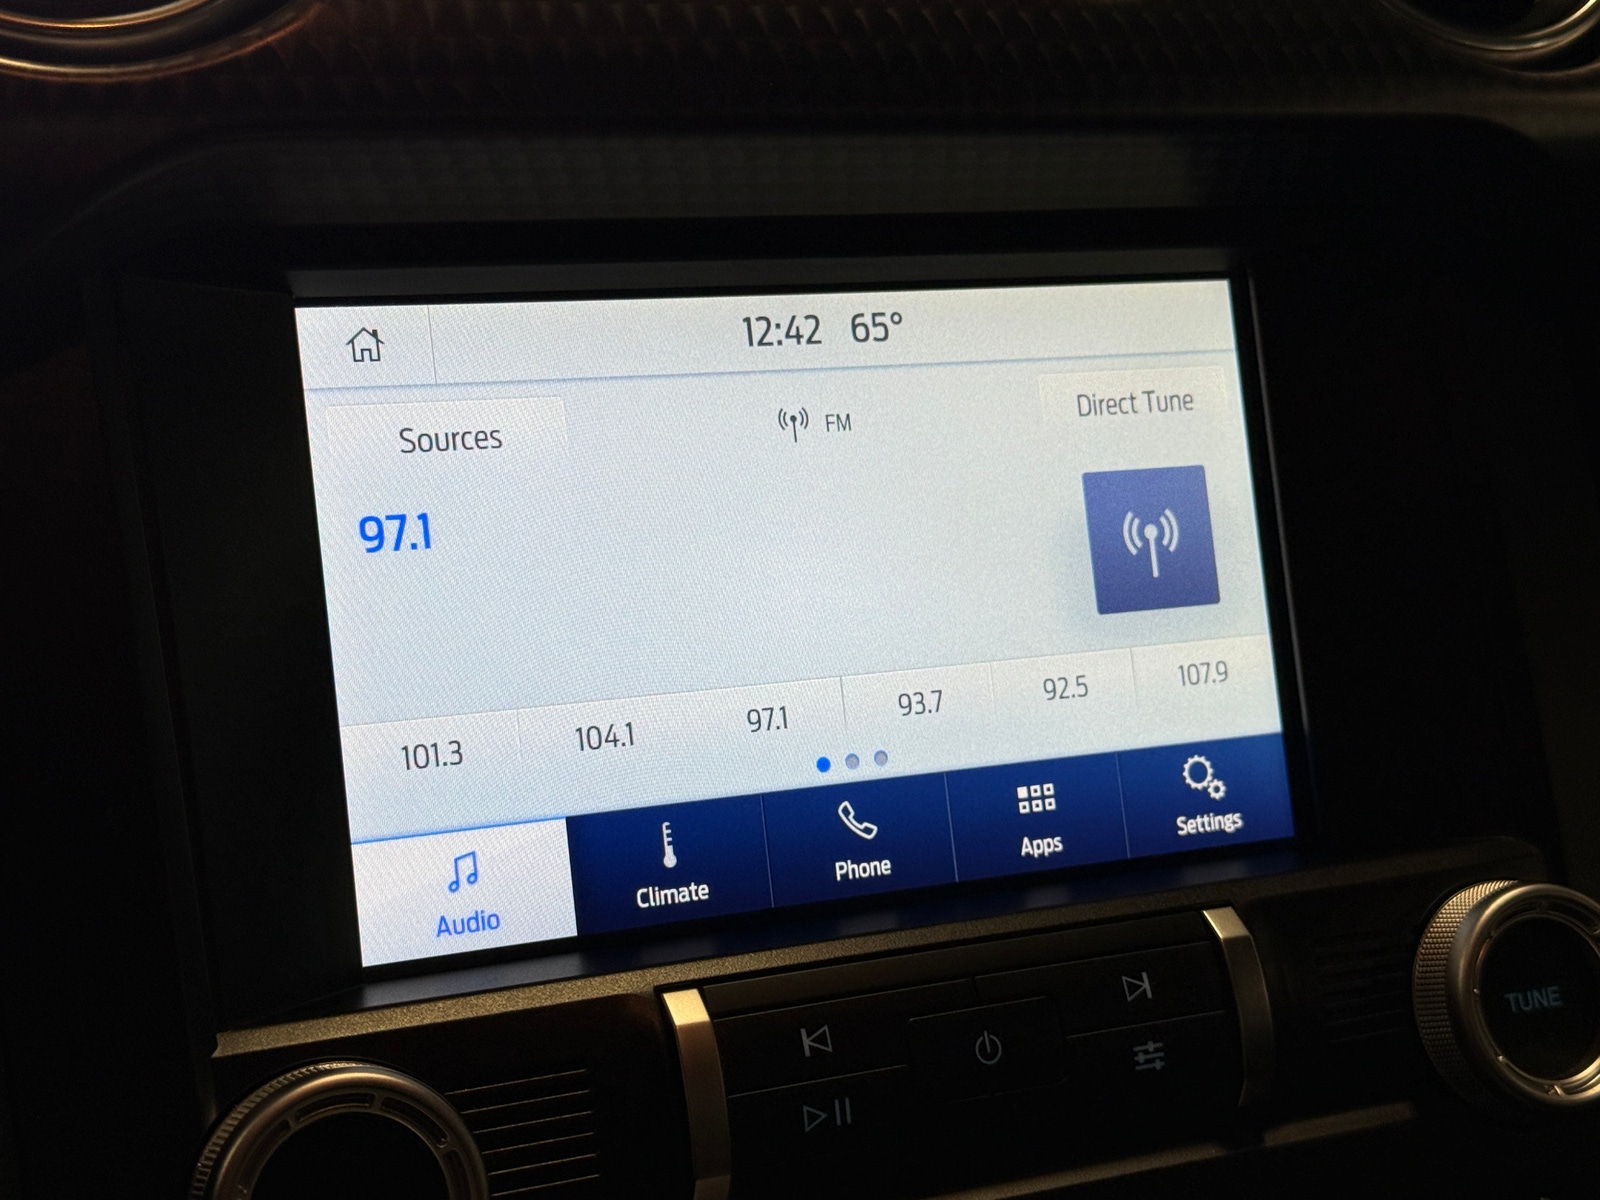 12:42 65°
Sources
FM
Direct Tune
97.1
101.3
104.1
97.1
93.7
92.5
107.9
Audio
Climate
Phone
Apps
Settings
TUNE